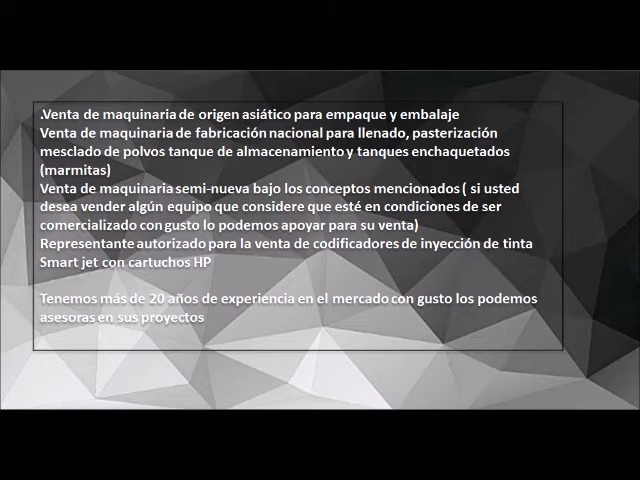 .Venta de maquinaria de origen asiático para empaque y embalaje
Venta de maquinaria de fabricación nacional para llenado, pasterización
mesclado de polvos tanque de almacenamiento y tanques enchaquetados
(marmitas)
Venta de maquinaria semi-nueva bajo los conceptos mencionados ( si usted
desea vender algún equipo que considere que esté en condiciones de ser
comercializado con gusto lo podemos apoyar para su venta)
Representante autorizado para la venta de codificadores de inyección de tinta
Smart jet con cartuchos HP
Tenemos más de 20 años de experiencia en el mercado con gusto los podemos
asesoras en sus proyectos